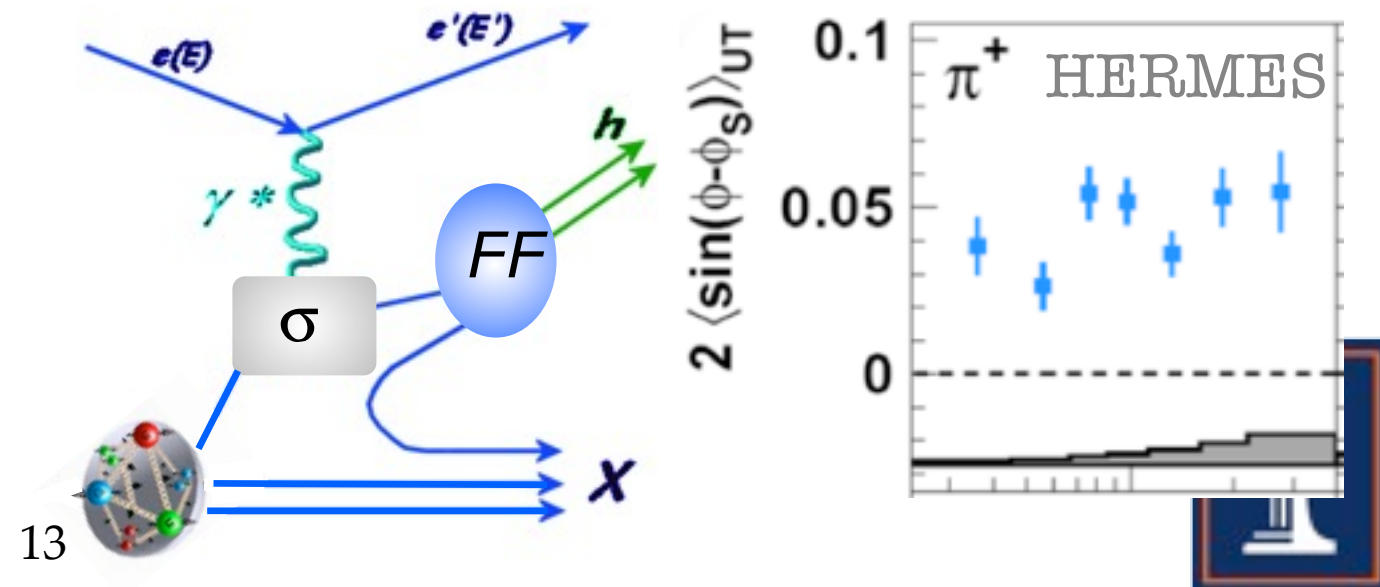 e(E)
e'(E')
γ *
h
FF
σ
X
13
2 ⟨sin(ϕ-ϕS)⟩UT
0.1
0.05
0
π+ HERMES